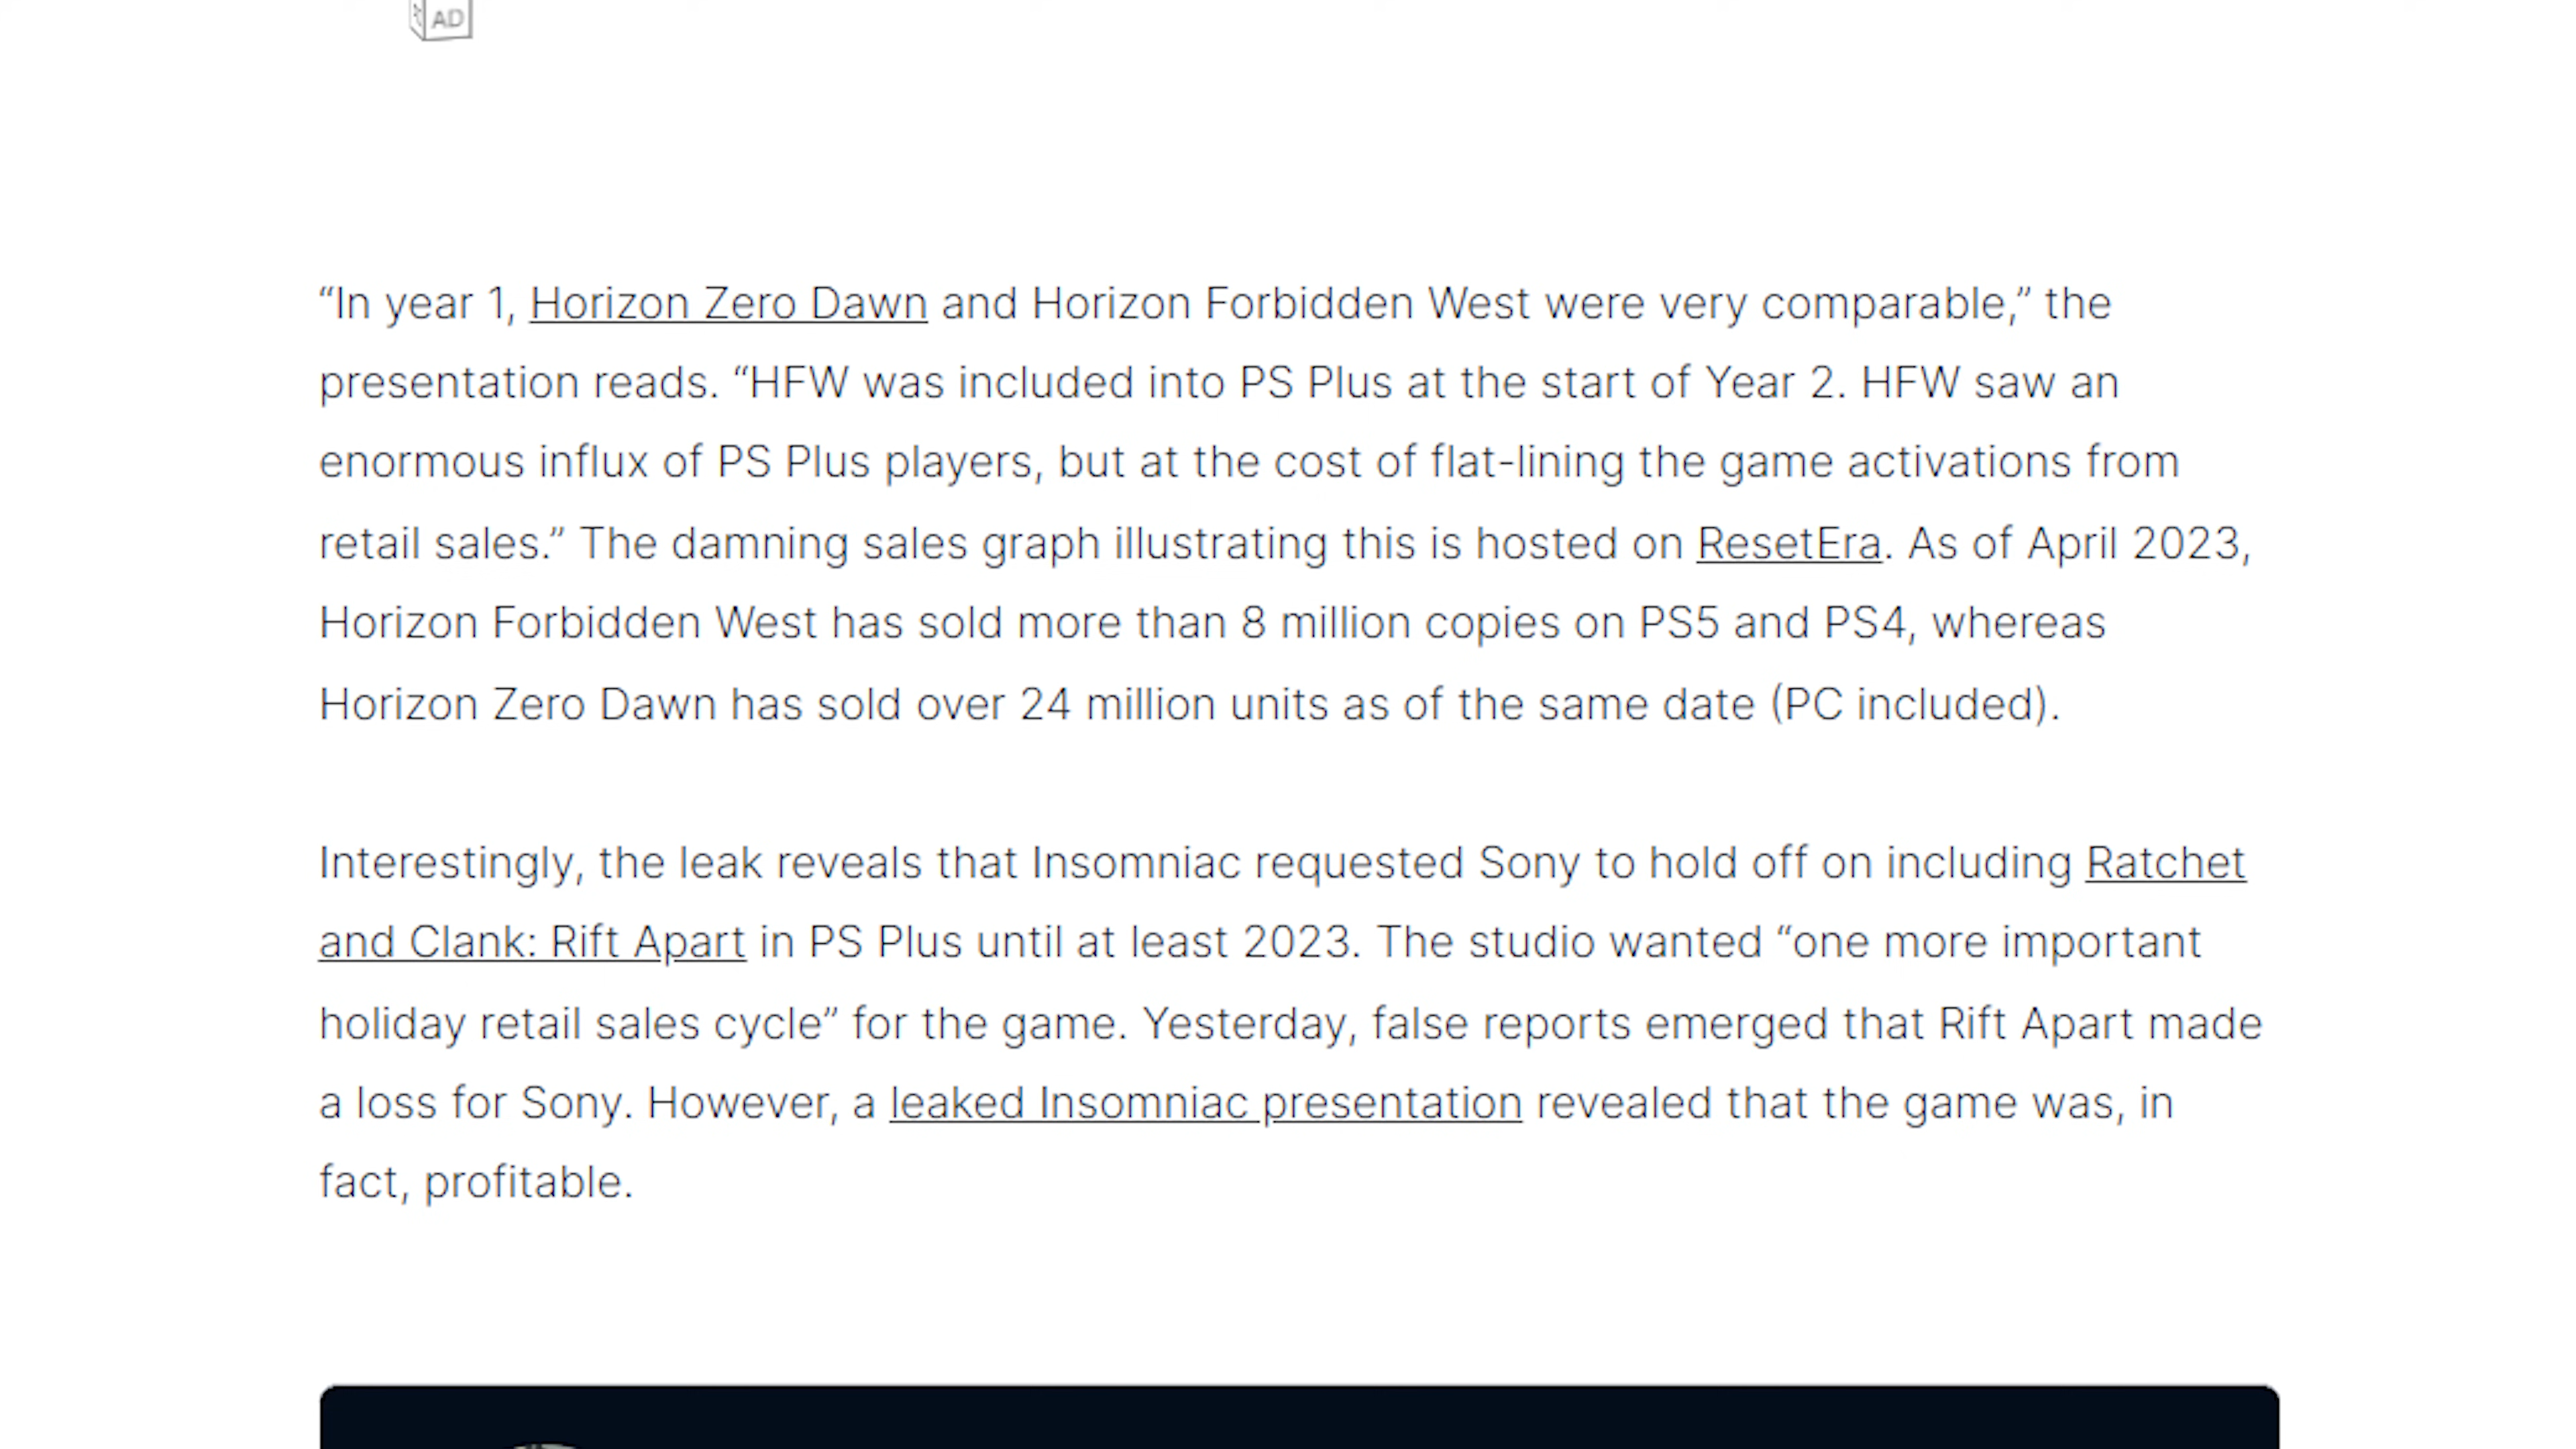 AD
“In year 1, Horizon Zero Dawn and Horizon Forbidden West were very comparable,” the
presentation reads. “HFW was included into PS Plus at the start of Year 2. HFW saw an
enormous influx of PS Plus players, but at the cost of flat-lining the game activations from
retail sales.” The damning sales graph illustrating this is hosted on ResetEra. As of April 2023,
Horizon Forbidden West has sold more than 8 million copies on PS5 and PS4, whereas
Horizon Zero Dawn has sold over 24 million units as of the same date (PC included).
Interestingly, the leak reveals that Insomniac requested Sony to hold off on including Ratchet
and Clank: Rift Apart in PS Plus until at least 2023. The studio wanted “one more important
holiday retail sales cycle” for the game. Yesterday, false reports emerged that Rift Apart made
a loss for Sony. However, a leaked Insomniac presentation revealed that the game was, in
fact, profitable.